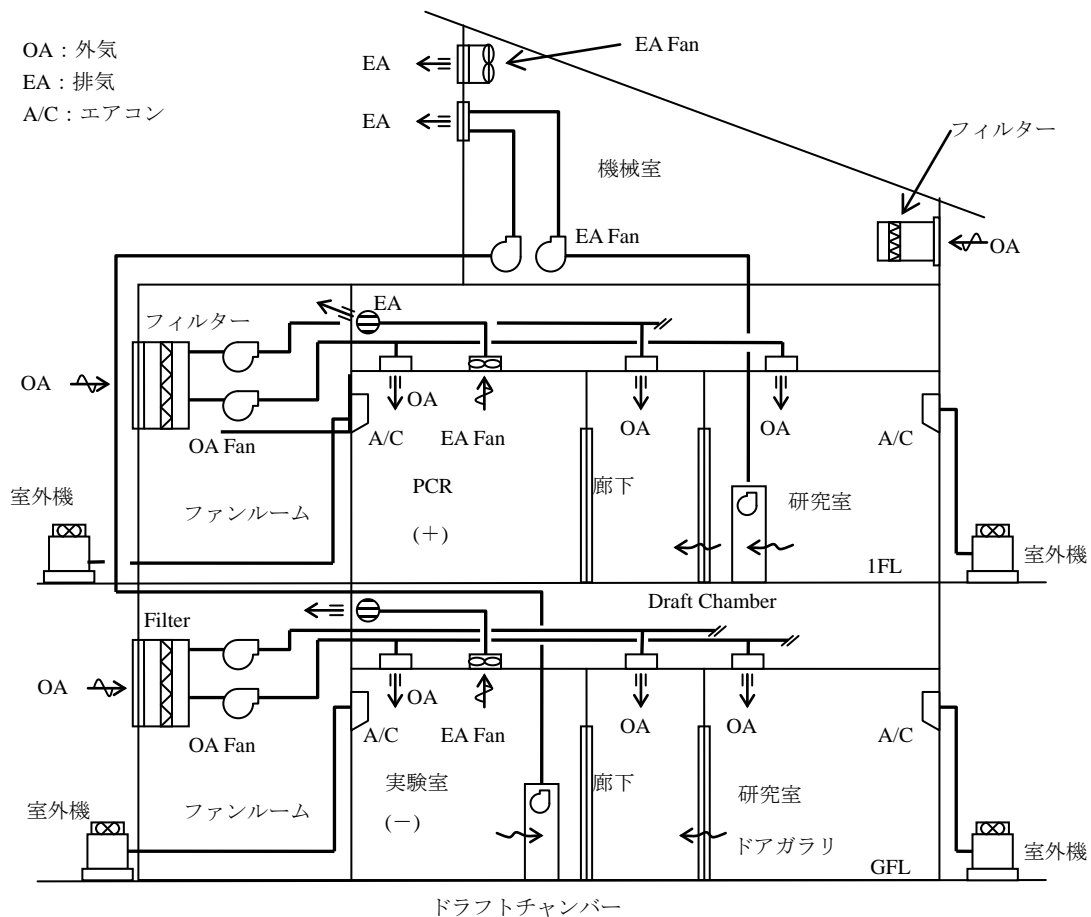 OA：外気
EA：排気
A/C：エアコン
EA
EA Fan
EA
フィルター
機械室
EA Fan
OA
EA
フィルター
OA
OA
OA
OA
OA Fan
A/C
EA Fan
A/C
室外機
ファンルーム
PCR
(＋)
廊下
研究室
室外機
1FL
Draft Chamber
Filter
OA
OA
OA
OA
OA Fan
A/C
EA Fan
A/C
室外機
ファンルーム
実験室
(－)
廊下
研究室
ドアガラリ
室外機
GFL
ドラフトチャンバー